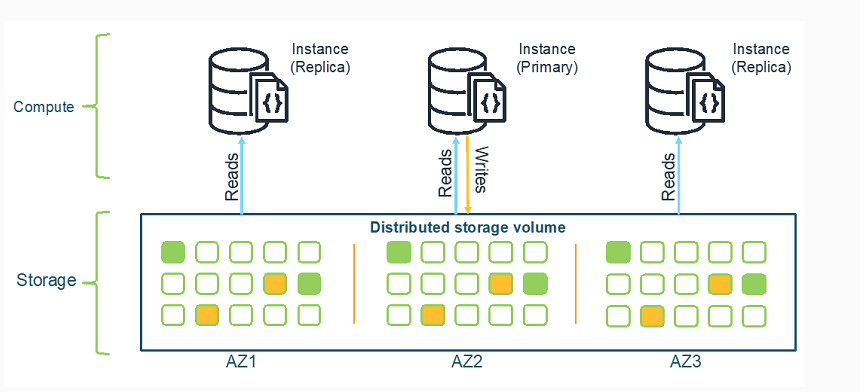 Instance
(Replica)
Instance
(Primary)
Instance
(Replica)
Compute
Reads
Reads
Writes
Reads
Distributed storage volume
Storage
AZ1
AZ2
AZ3